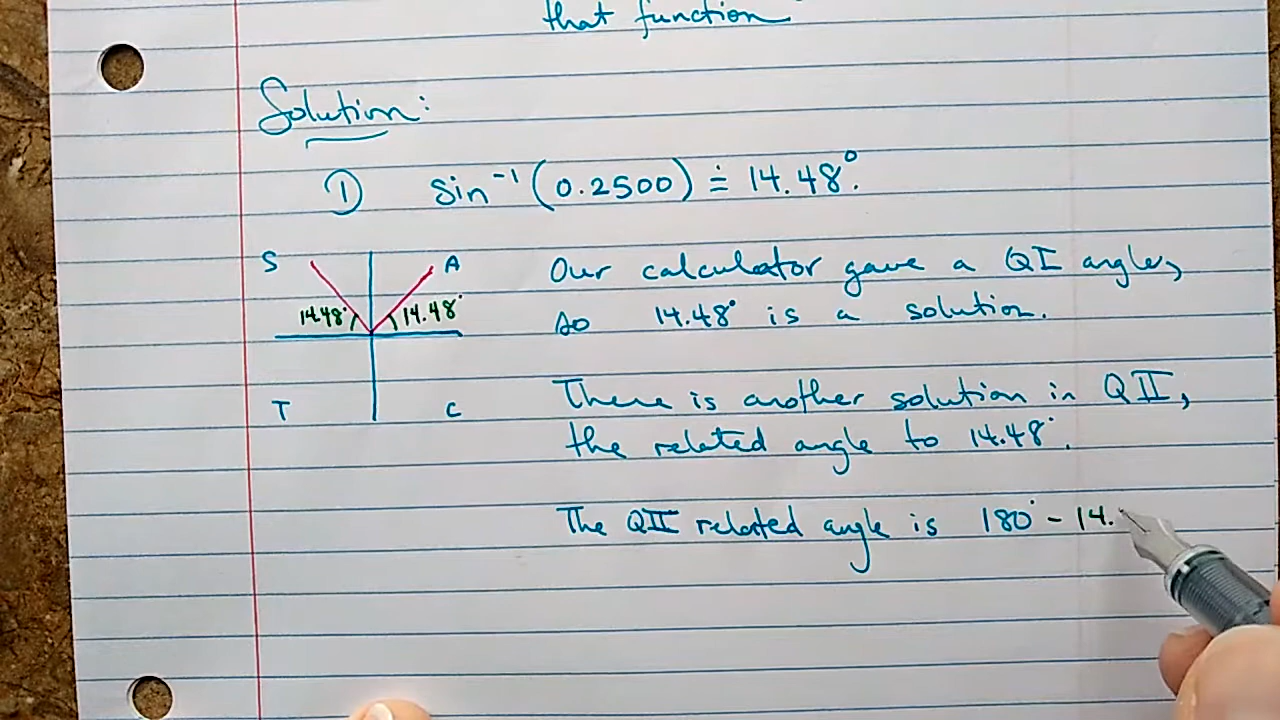 that function
Solution:
① sin⁻¹(0.2500) ≐ 14.48°.
S A
14.48° 14.48°
T C
Our calculator gave a QI angle,
so 14.48° is a solution.
There is another solution in QII,
the related angle to 14.48°.
The QII related angle is 180° - 14.